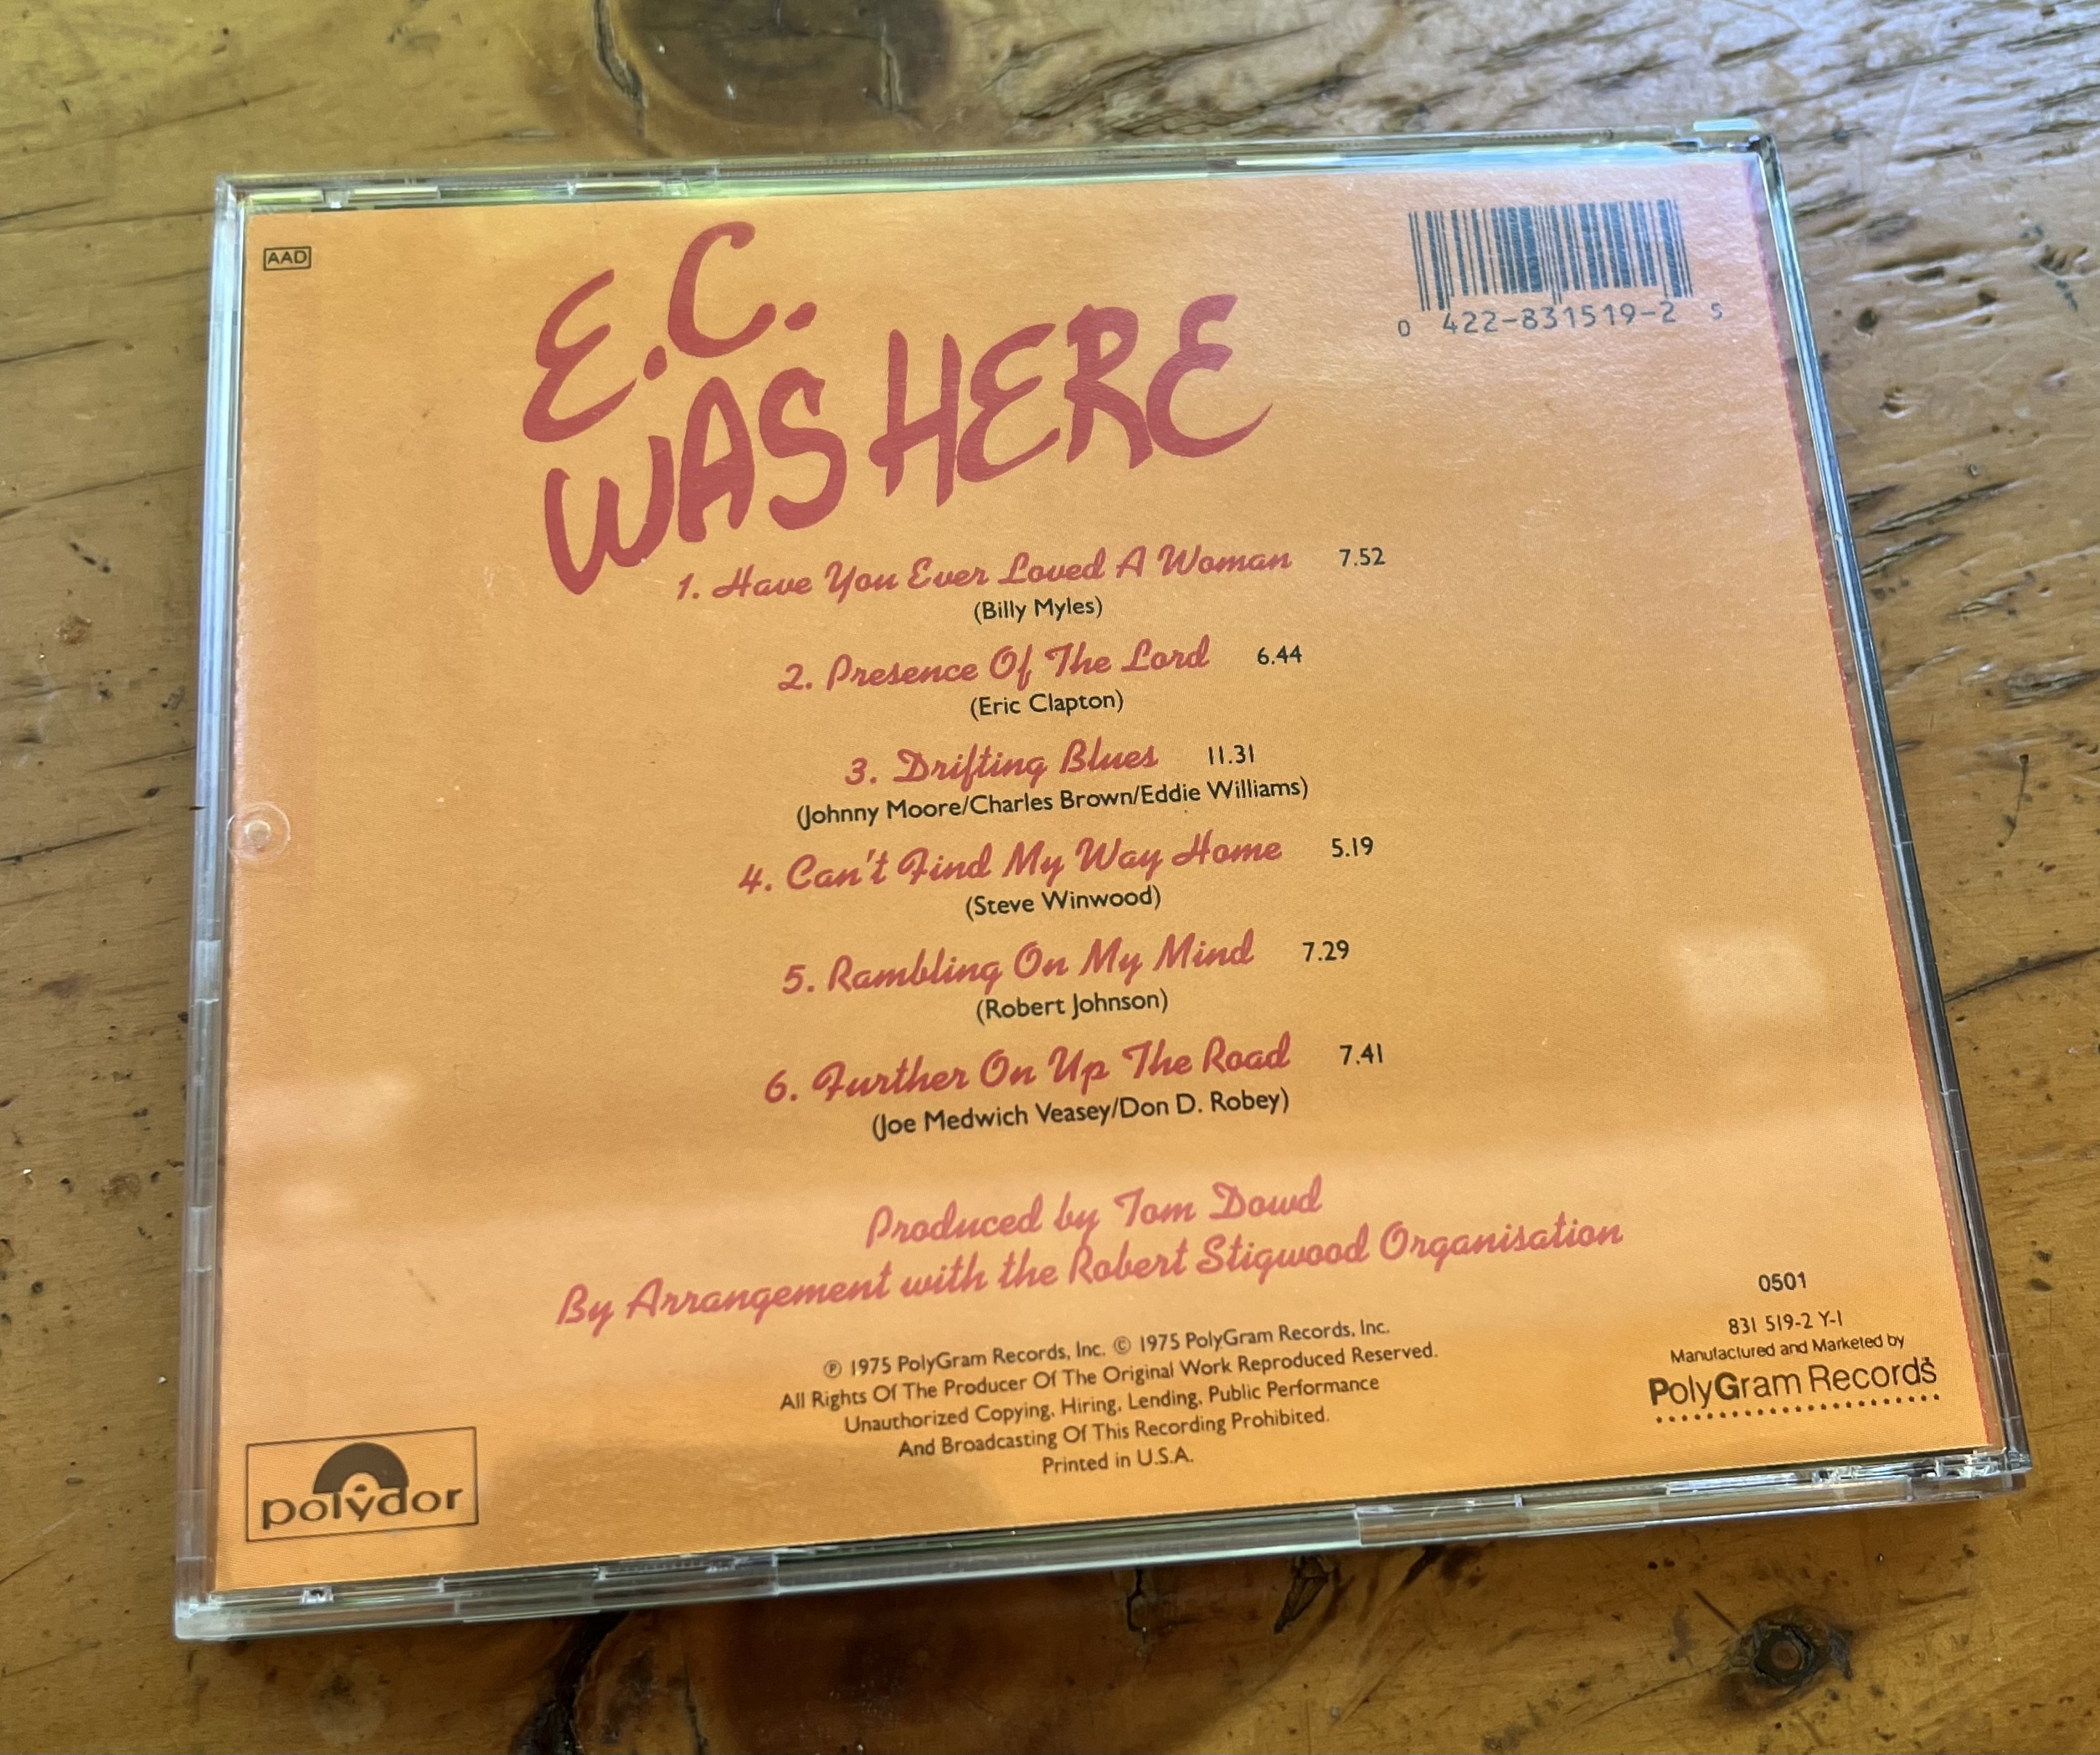 AAD
E.C.
WAS HERE
0 422-831519-2 5
1. Have You Ever Loved A Woman 7.52
(Billy Myles)
2. Presence Of The Lord 6.44
(Eric Clapton)
3. Drifting Blues 11.31
(Johnny Moore/Charles Brown/Eddie Williams)
4. Can't Find My Way Home 5.19
(Steve Winwood)
5. Rambling On My Mind 7.29
(Robert Johnson)
6. Further On Up The Road 7.41
(Joe Medwich Veasey/Don D. Robey)
Produced by Tom Dowd
By Arrangement with the Robert Stigwood Organisation
℗ 1975 PolyGram Records, Inc. © 1975 PolyGram Records, Inc.
All Rights Of The Producer Of The Original Work Reproduced Reserved.
Unauthorized Copying, Hiring, Lending, Public Performance
And Broadcasting Of This Recording Prohibited.
Printed in U.S.A.
0501
831 519-2 Y-1
Manufactured and Marketed by
PolyGram Records
polydor